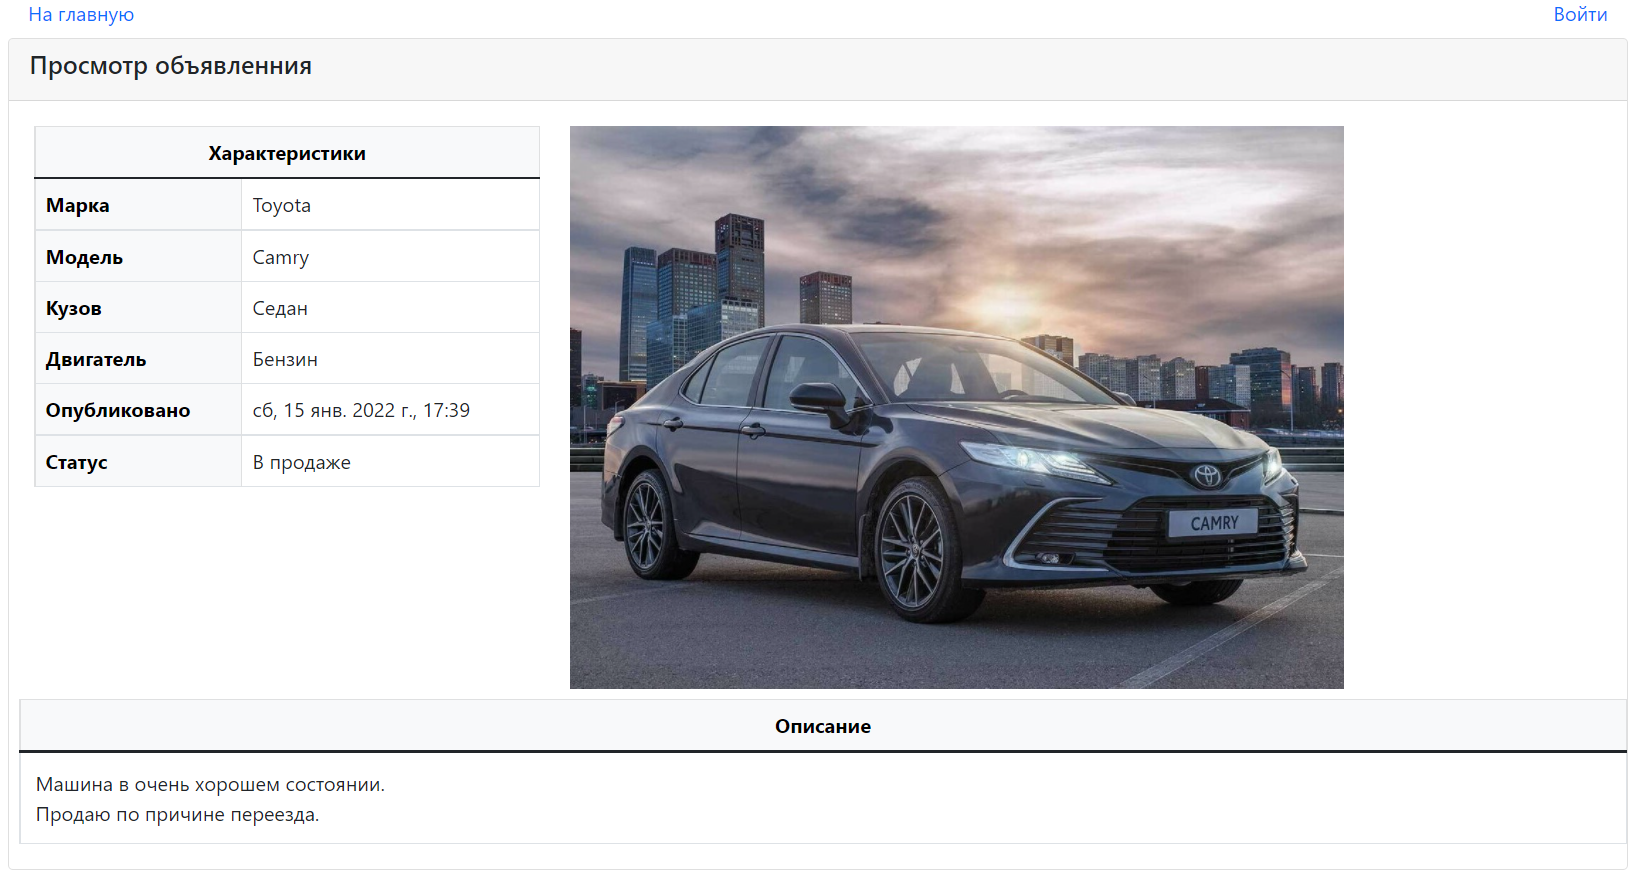 На главную Войти
Просмотр объявленния
Характеристики
Марка Toyota
Модель Camry
Кузов Седан
Двигатель Бензин
Опубликовано сб, 15 янв. 2022 г., 17:39
Статус В продаже
CAMRY
Описание
Машина в очень хорошем состоянии.
Продаю по причине переезда.